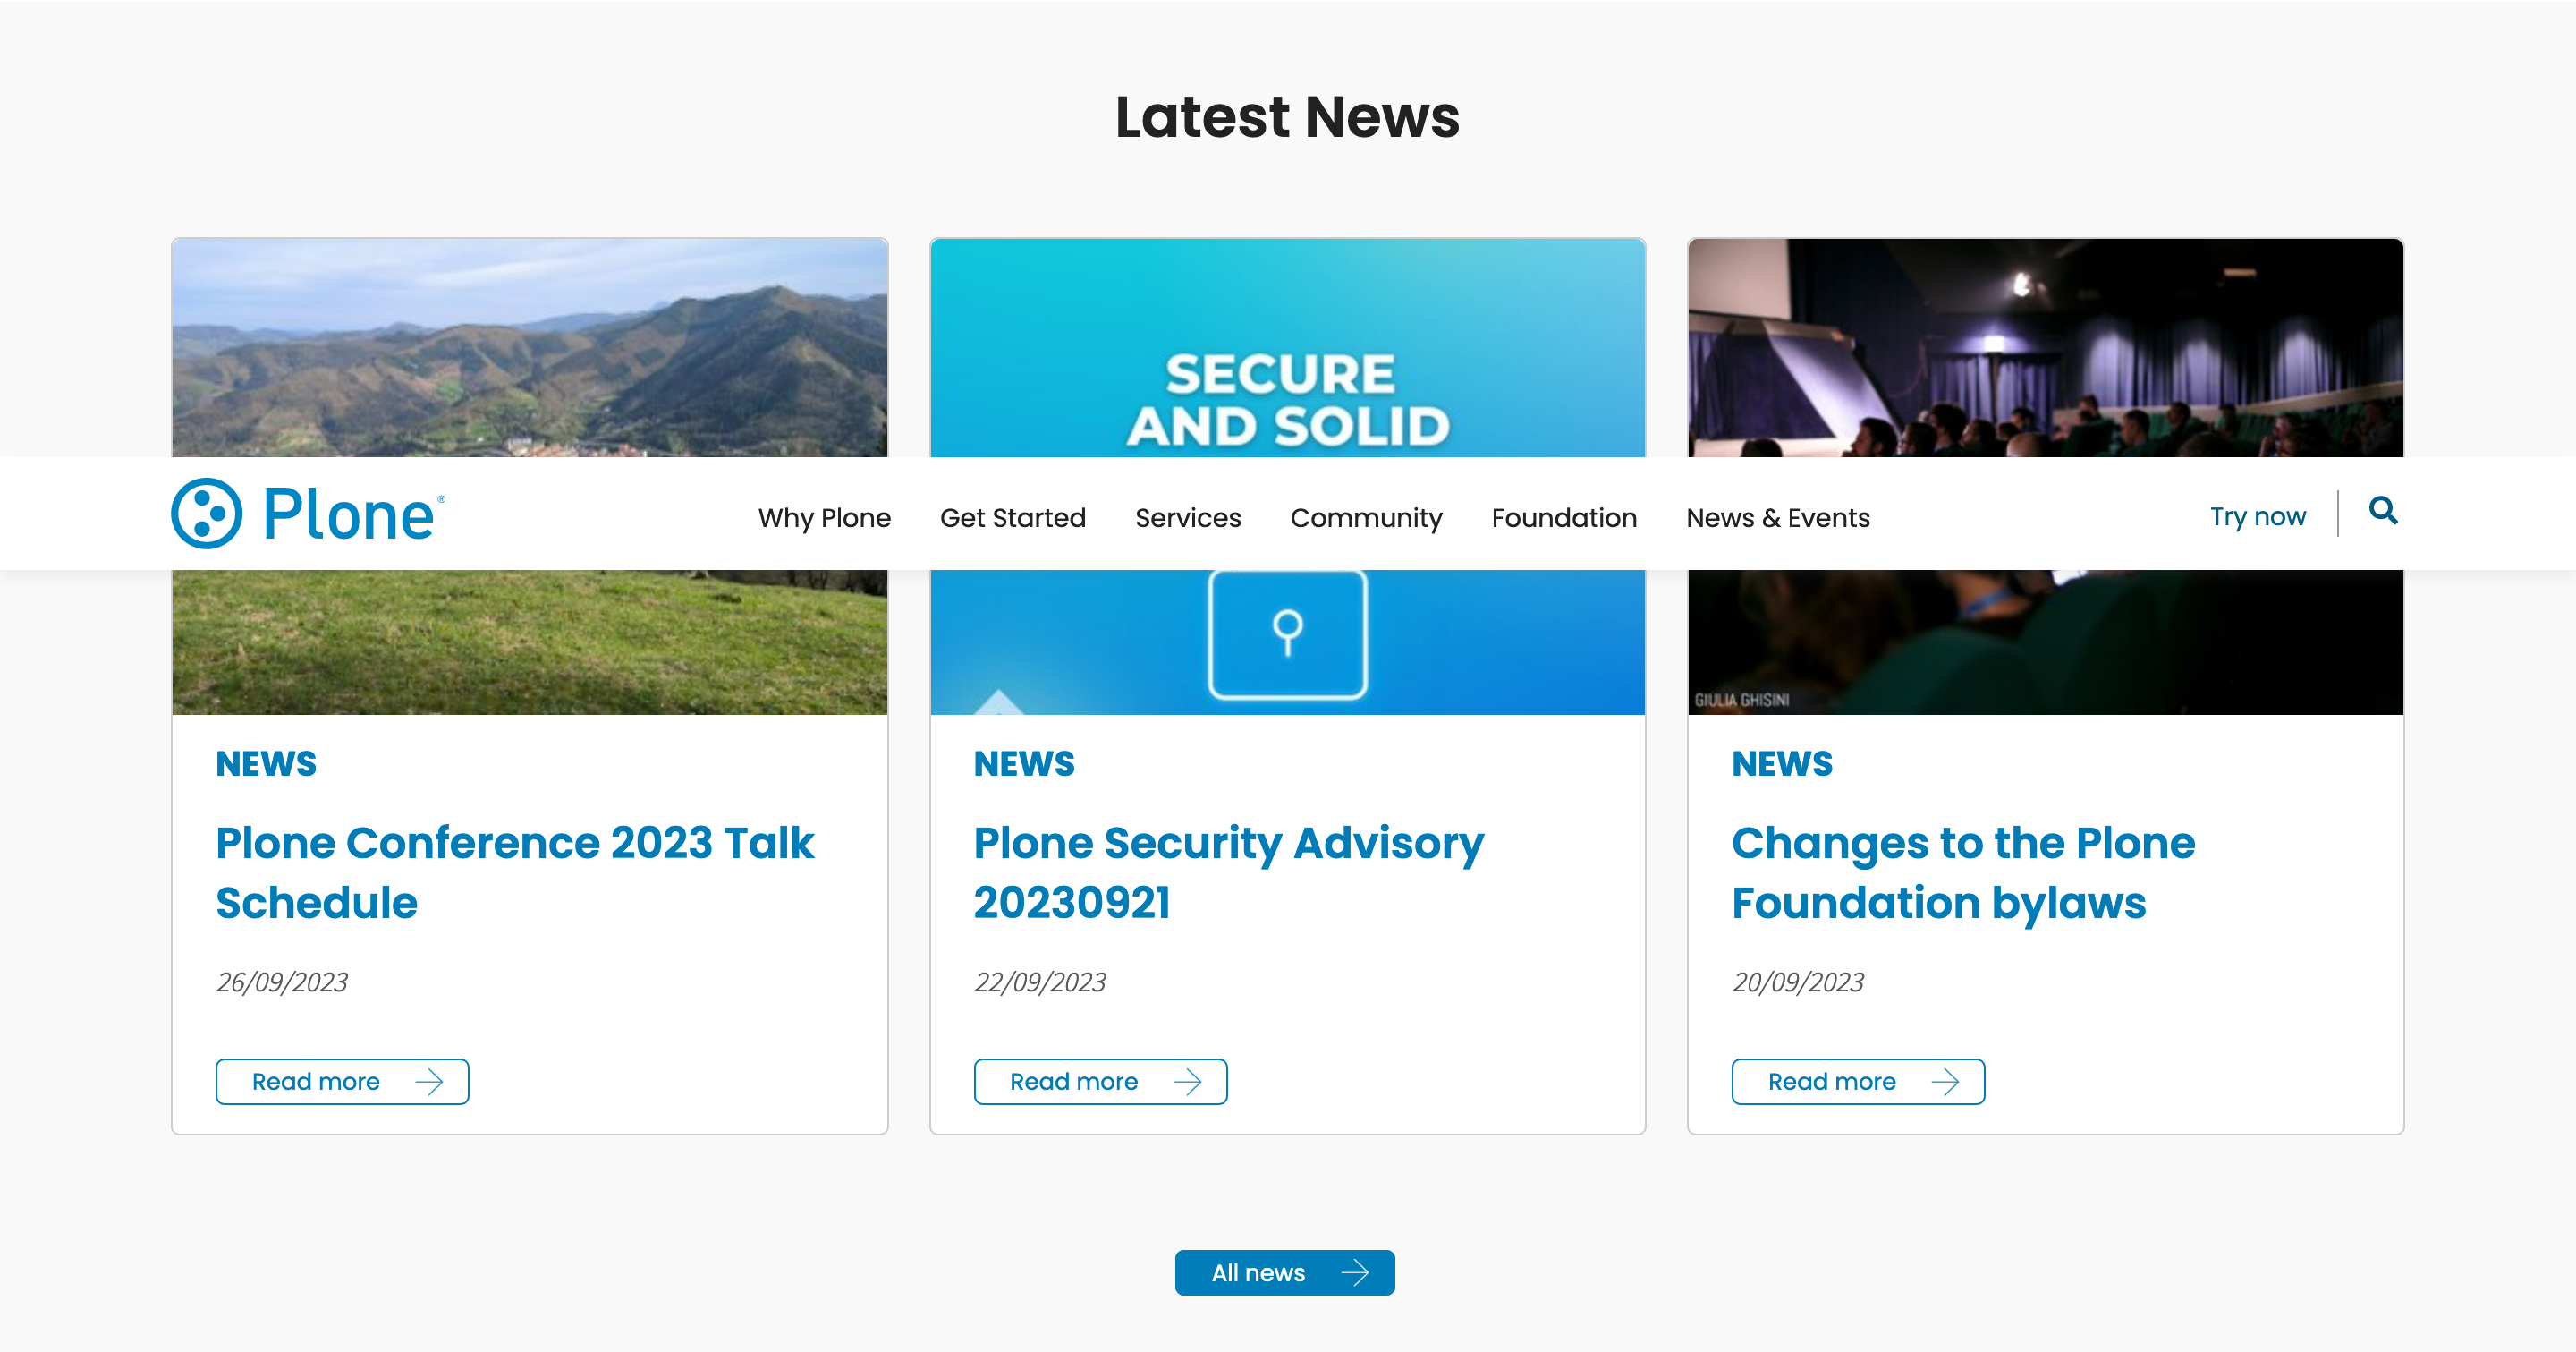 Latest News
SECURE
AND SOLID
Plone®
Why Plone
Get Started
Services
Community
Foundation
News & Events
Try now
GIULIA GHISINI
NEWS
Plone Conference 2023 Talk
Schedule
26/09/2023
Read more
NEWS
Plone Security Advisory
20230921
22/09/2023
Read more
NEWS
Changes to the Plone
Foundation bylaws
20/09/2023
Read more
All news